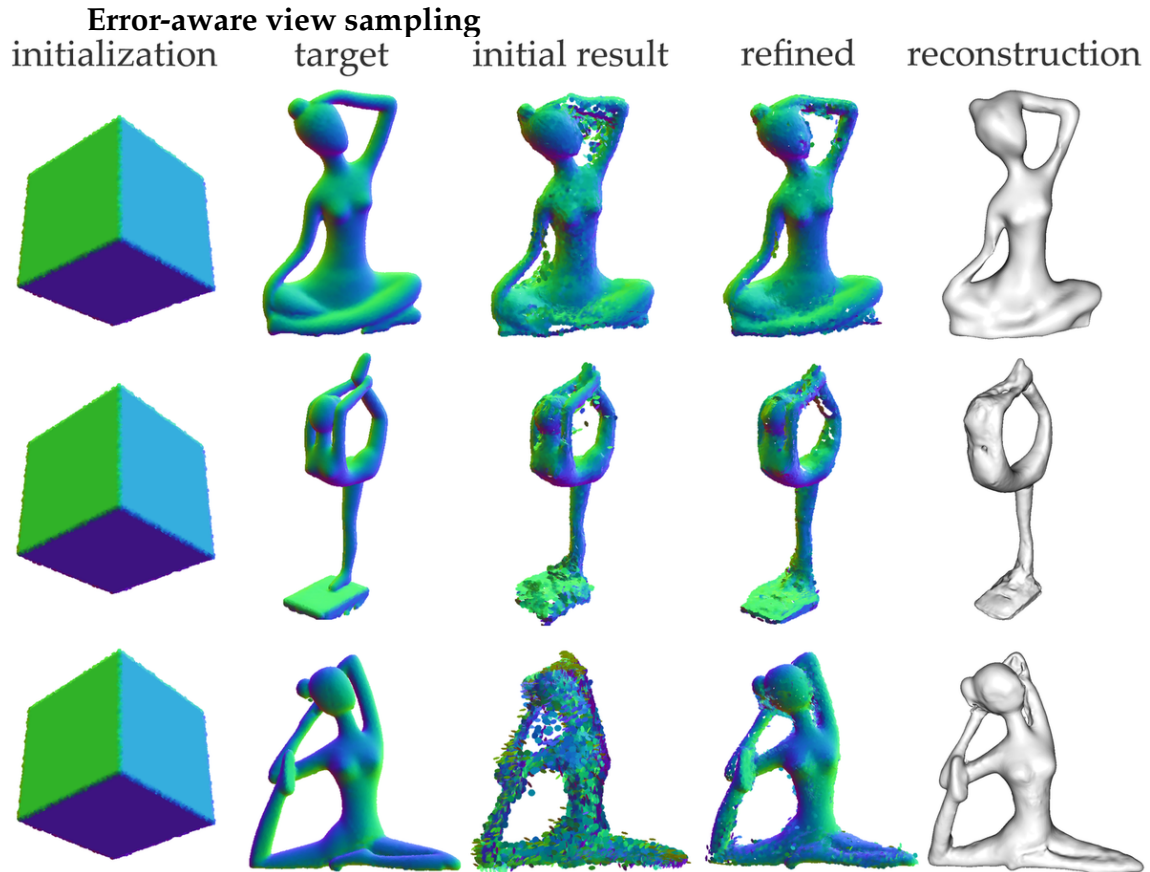 Error-aware view sampling
initialization target initial result refined reconstruction